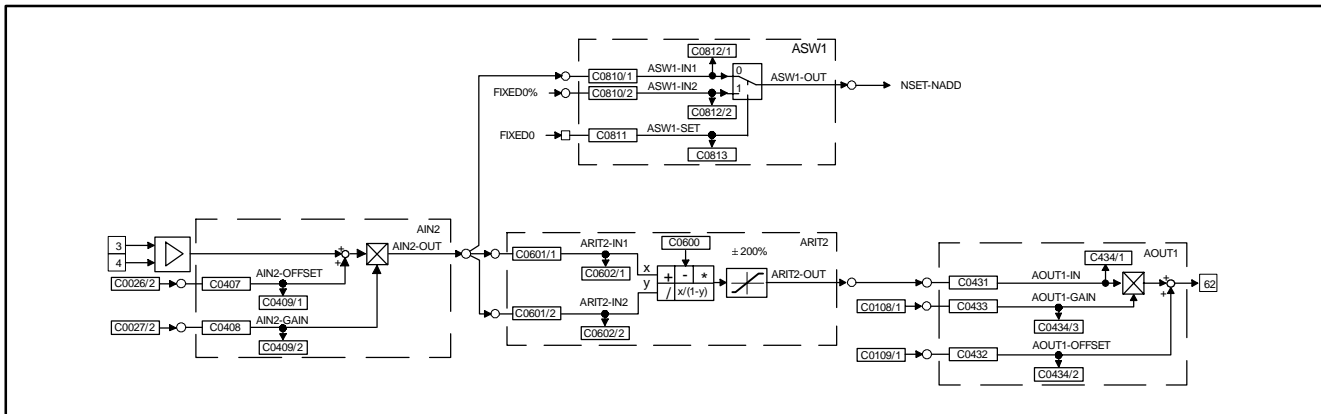 C0812/1 ASW1
C0810/1 ASW1-IN1 0 ASW1-OUT NSET-NADD
FIXED0% C0810/2 ASW1-IN2 1
C0812/2
FIXED0 C0811 ASW1-SET
C0813
AIN2
3
4
+
+
AIN2-OUT
C0026/2 C0407 AIN2-OFFSET
C0409/1
C0027/2 C0408 AIN2-GAIN
C0409/2
C0600 ±200% ARIT2
C0601/1 ARIT2-IN1 x
C0602/1
+ - *
/ x/(1-y)
ARIT2-OUT
y
C0601/2 ARIT2-IN2
C0602/2
C434/1 AOUT1
C0431 AOUT1-IN + 62
+
C0108/1 C0433 AOUT1-GAIN
C0434/3
C0109/1 C0432 AOUT1-OFFSET
C0434/2